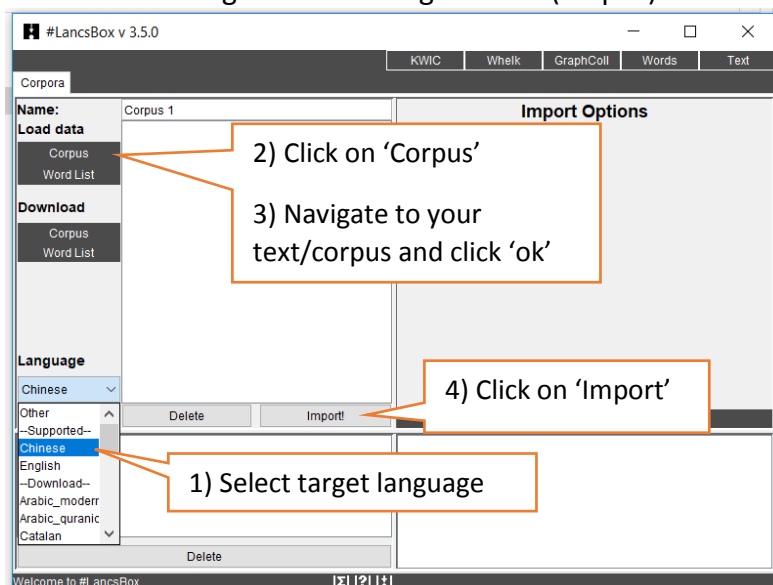 #LancsBox v 3.5.0
KWIC Whelk GraphColl Words Text
Corpora
Name: Corpus 1
Import Options
Load data
Corpus
Word List
2) Click on ‘Corpus’
3) Navigate to your
text/corpus and click ‘ok’
Download
Corpus
Word List
Language
Chinese
4) Click on ‘Import’
Other
Delete Import!
--Supported--
Chinese
English
1) Select target language
--Download--
Arabic_modern
Arabic_quranic
Catalan
Delete
Welcome to #LancsBox